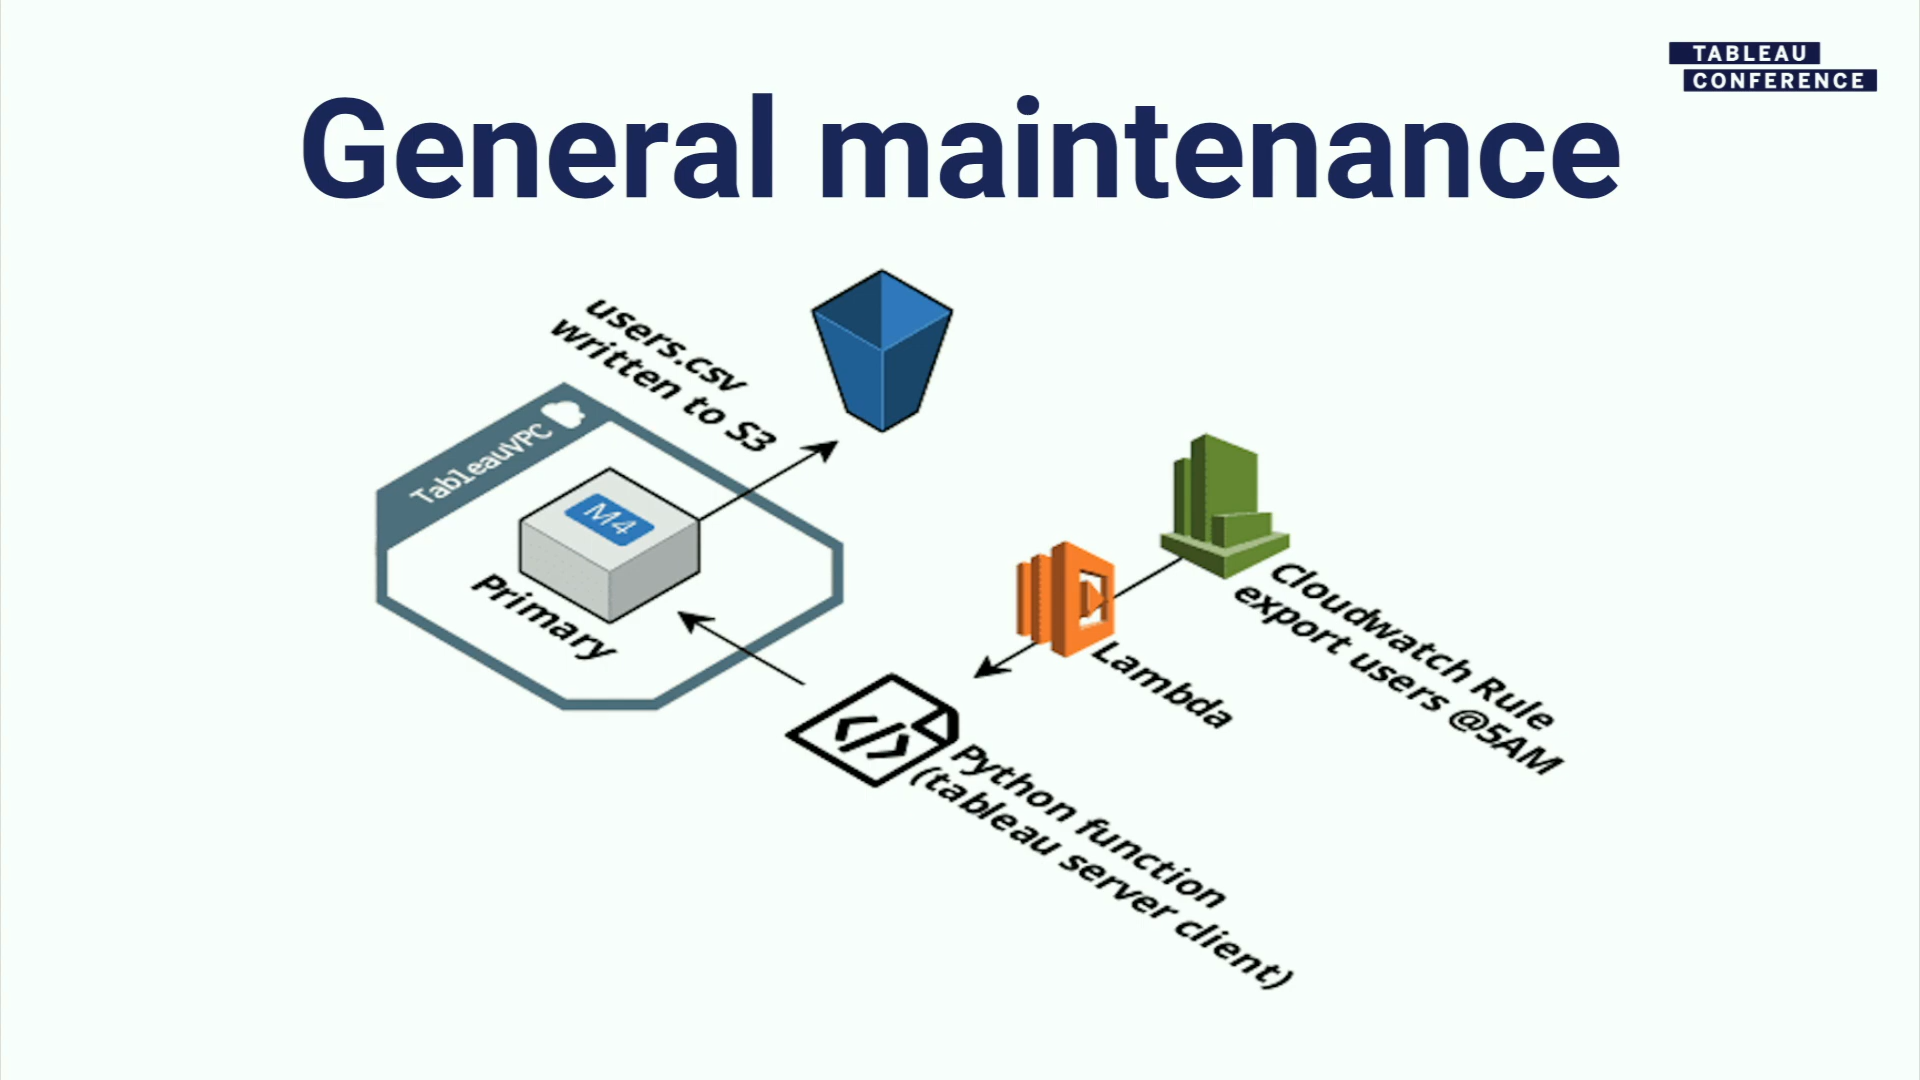 TABLEAU
CONFERENCE
General maintenance
users.csv
written to S3
TableauVPC
M4
Primary
Cloudwatch Rule
export users @5AM
Lambda
Python function
(tableau server client)